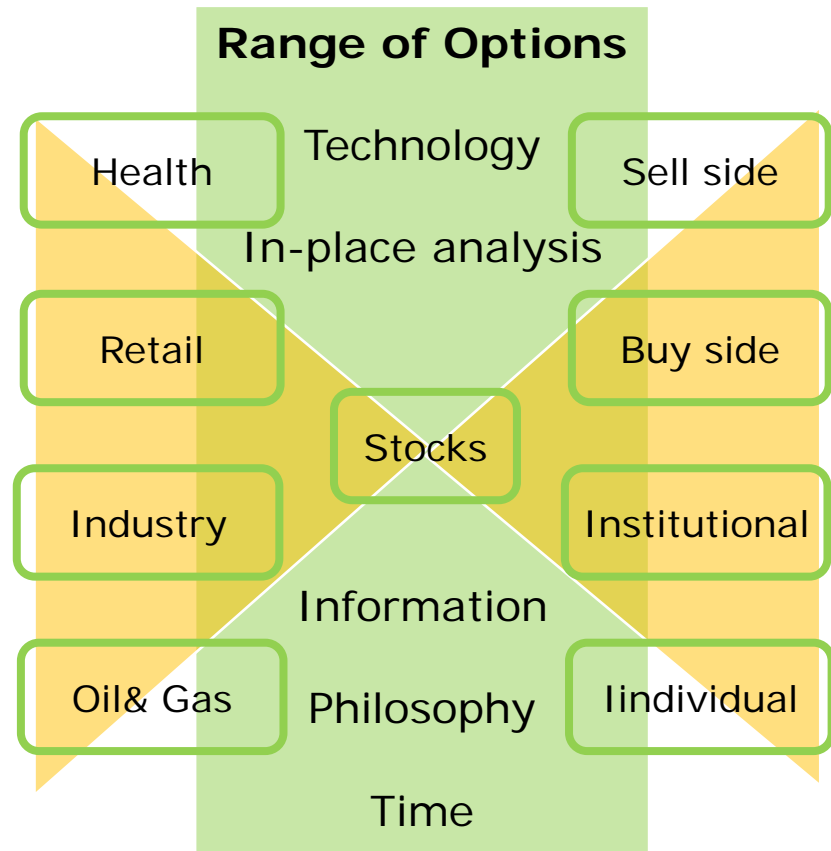 Range of Options
Technology
Health
Sell side
In-place analysis
Retail
Buy side
Stocks
Industry
Institutional
Information
Oil& Gas
Philosophy
Iindividual
Time